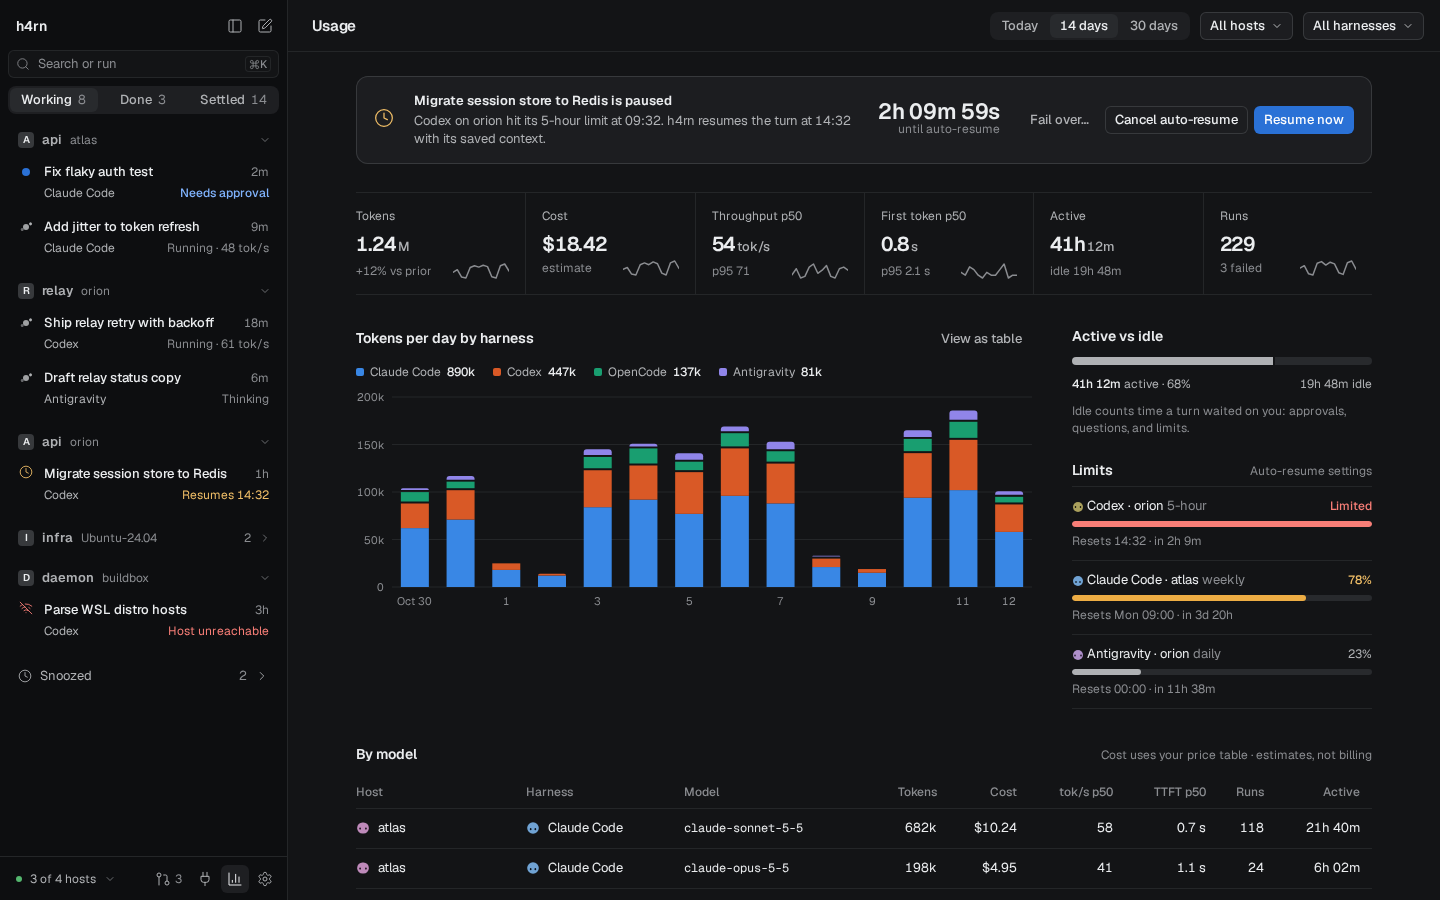 h4rn
Search or run
⌘K
Working 8
Done 3
Settled 14
A api atlas
Fix flaky auth test 2m
Claude Code Needs approval
Add jitter to token refresh 9m
Claude Code Running · 48 tok/s
R relay orion
Ship relay retry with backoff 18m
Codex Running · 61 tok/s
Draft relay status copy 6m
Antigravity Thinking
A api orion
Migrate session store to Redis 1h
Codex Resumes 14:32
I infra Ubuntu-24.04 2
D daemon buildbox
Parse WSL distro hosts 3h
Codex Host unreachable
Snoozed 2
3 of 4 hosts
3
Usage
Today
14 days
30 days
All hosts
All harnesses
Migrate session store to Redis is paused
Codex on orion hit its 5-hour limit at 09:32. h4rn resumes the turn at 14:32
with its saved context.
2h 09m 59s
until auto-resume
Fail over...
Cancel auto-resume
Resume now
Tokens
1.24 M
+12% vs prior
Cost
$18.42
estimate
Throughput p50
54 tok/s
p95 71
First token p50
0.8 s
p95 2.1 s
Active
41h 12m
idle 19h 48m
Runs
229
3 failed
Tokens per day by harness
View as table
Claude Code 890k
Codex 447k
OpenCode 137k
Antigravity 81k
200k
150k
100k
50k
0
Oct 30 1 3 5 7 9 11 12
Active vs idle
41h 12m active · 68% 19h 48m idle
Idle counts time a turn waited on you: approvals,
questions, and limits.
Limits
Auto-resume settings
Codex · orion 5-hour Limited
Resets 14:32 · in 2h 9m
Claude Code · atlas weekly 78%
Resets Mon 09:00 · in 3d 20h
Antigravity · orion daily 23%
Resets 00:00 · in 11h 38m
By model
Cost uses your price table · estimates, not billing
Host Harness Model Tokens Cost tok/s p50 TTFT p50 Runs Active
atlas Claude Code claude-sonnet-5-5 682k $10.24 58 0.7 s 118 21h 40m
atlas Claude Code claude-opus-5-5 198k $4.95 41 1.1 s 24 6h 02m